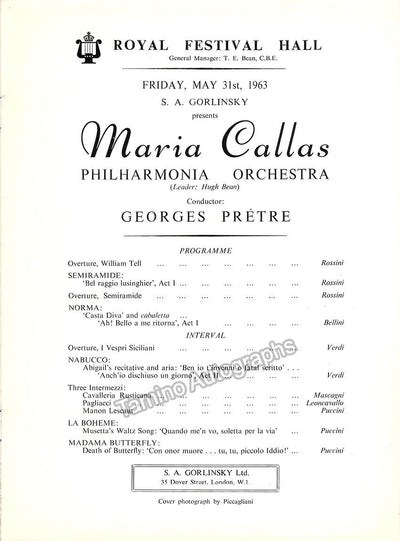 ROYAL FESTIVAL HALL
General Manager: T. E. Bean, C.B.E.
FRIDAY, MAY 31st, 1963
S. A. GORLINSKY
presents
Maria Callas
PHILHARMONIA ORCHESTRA
(Leader: Hugh Bean)
Conductor:
GEORGES PRÈTRE
PROGRAMME
Overture, William Tell ... ... ... ... ... Rossini
SEMIRAMIDE:
'Bel raggio lusinghier', Act I ... ... ... ... ... Rossini
Overture, Semiramide ... ... ... ... ... Rossini
NORMA:
'Casta Diva' and cabaletta ...
'Ah! Bello a me ritorna', Act I ... ... ... ... Bellini
INTERVAL
Overture, I Vespri Siciliani ... ... ... ... Verdi
NABUCCO:
Abigail's recitative and aria: 'Ben io t'invenni o fatal scritto' ...
'Anch'io dischiuso un giorno', Act II ... ... ... Verdi
Three Intermezzi:
Cavalleria Rusticana ... ... ... ... Mascagni
Pagliacci ... ... ... ... Leoncavallo
Manon Lescaut ... ... ... ... Puccini
LA BOHEME:
Musetta's Waltz Song: 'Quando me'n vo, soletta per la via' ... Puccini
MADAMA BUTTERFLY:
Death of Butterfly: 'Con onor muore ... tu, tu, piccolo Iddio!' ... Puccini
S. A. GORLINSKY Ltd.
35 Dover Street, London, W.1.
Cover photograph by Piccagliani
Tamino Autographs